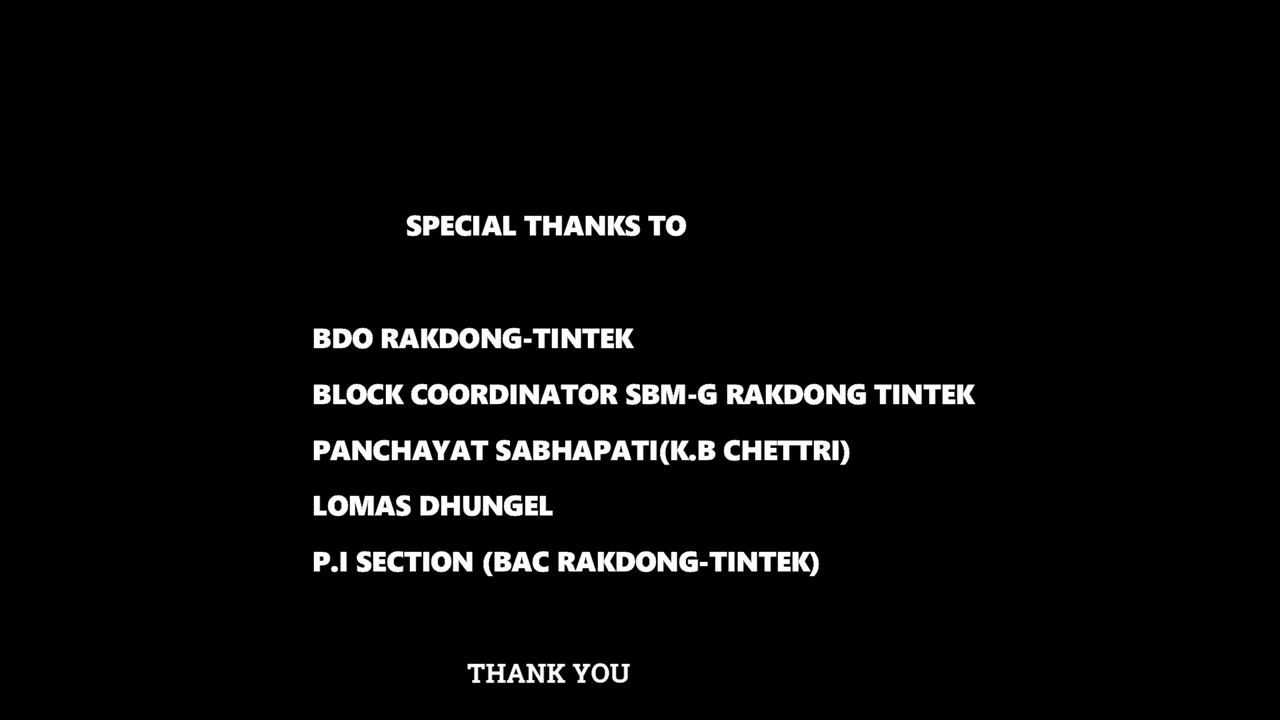 SPECIAL THANKS TO
BDO RAKDONG-TINTEK
BLOCK COORDINATOR SBM-G RAKDONG TINTEK
PANCHAYAT SABHAPATI(K.B CHETTRI)
LOMAS DHUNGEL
P.I SECTION (BAC RAKDONG-TINTEK)
THANK YOU